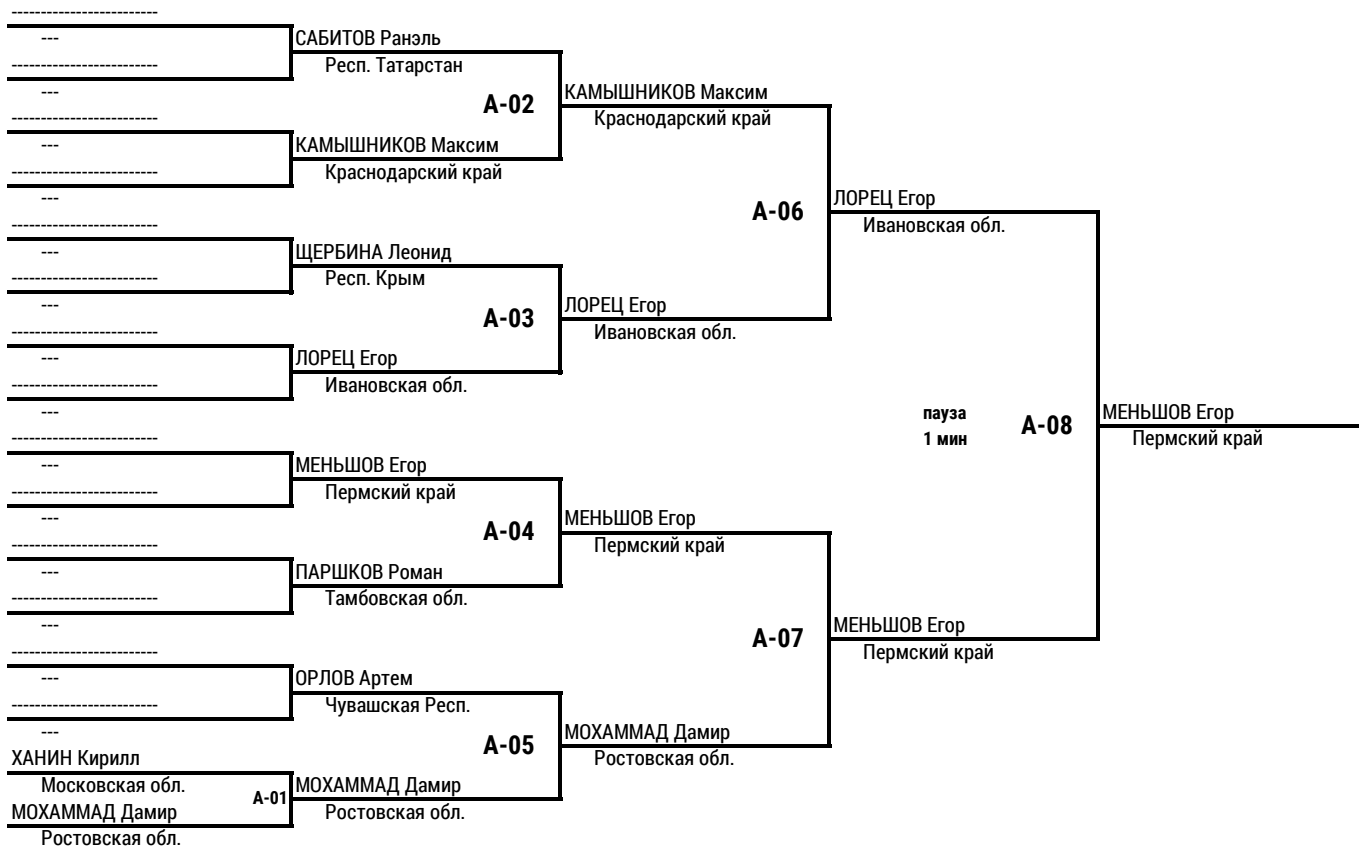 -------------------------
---
САБИТОВ Ранэль
-------------------------
Респ. Татарстан
---
А-02
КАМЫШНИКОВ Максим
-------------------------
Краснодарский край
---
КАМЫШНИКОВ Максим
-------------------------
Краснодарский край
---
А-06
ЛОРЕЦ Егор
-------------------------
Ивановская обл.
---
ЩЕРБИНА Леонид
-------------------------
Респ. Крым
---
А-03
ЛОРЕЦ Егор
-------------------------
Ивановская обл.
---
ЛОРЕЦ Егор
-------------------------
Ивановская обл.
---
пауза
1 мин
А-08
МЕНЬШОВ Егор
-------------------------
Пермский край
---
МЕНЬШОВ Егор
-------------------------
Пермский край
---
А-04
МЕНЬШОВ Егор
-------------------------
Пермский край
---
ПАРШКОВ Роман
-------------------------
Тамбовская обл.
---
А-07
МЕНЬШОВ Егор
-------------------------
Пермский край
---
ОРЛОВ Артем
-------------------------
Чувашская Респ.
---
А-05
МОХАММАД Дамир
ХАНИН Кирилл
Ростовская обл.
Московская обл.
А-01
МОХАММАД Дамир
МОХАММАД Дамир
Ростовская обл.
Ростовская обл.